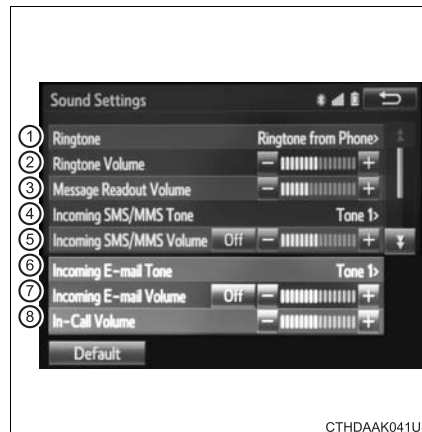 Sound Settings
1 Ringtone Ringtone from Phone>
2 Ringtone Volume - +
3 Message Readout Volume - +
4 Incoming SMS/MMS Tone Tone 1>
5 Incoming SMS/MMS Volume Off - +
6 Incoming E-mail Tone Tone 1>
7 Incoming E-mail Volume Off - +
8 In-Call Volume - +
Default
CTHDAAK041U